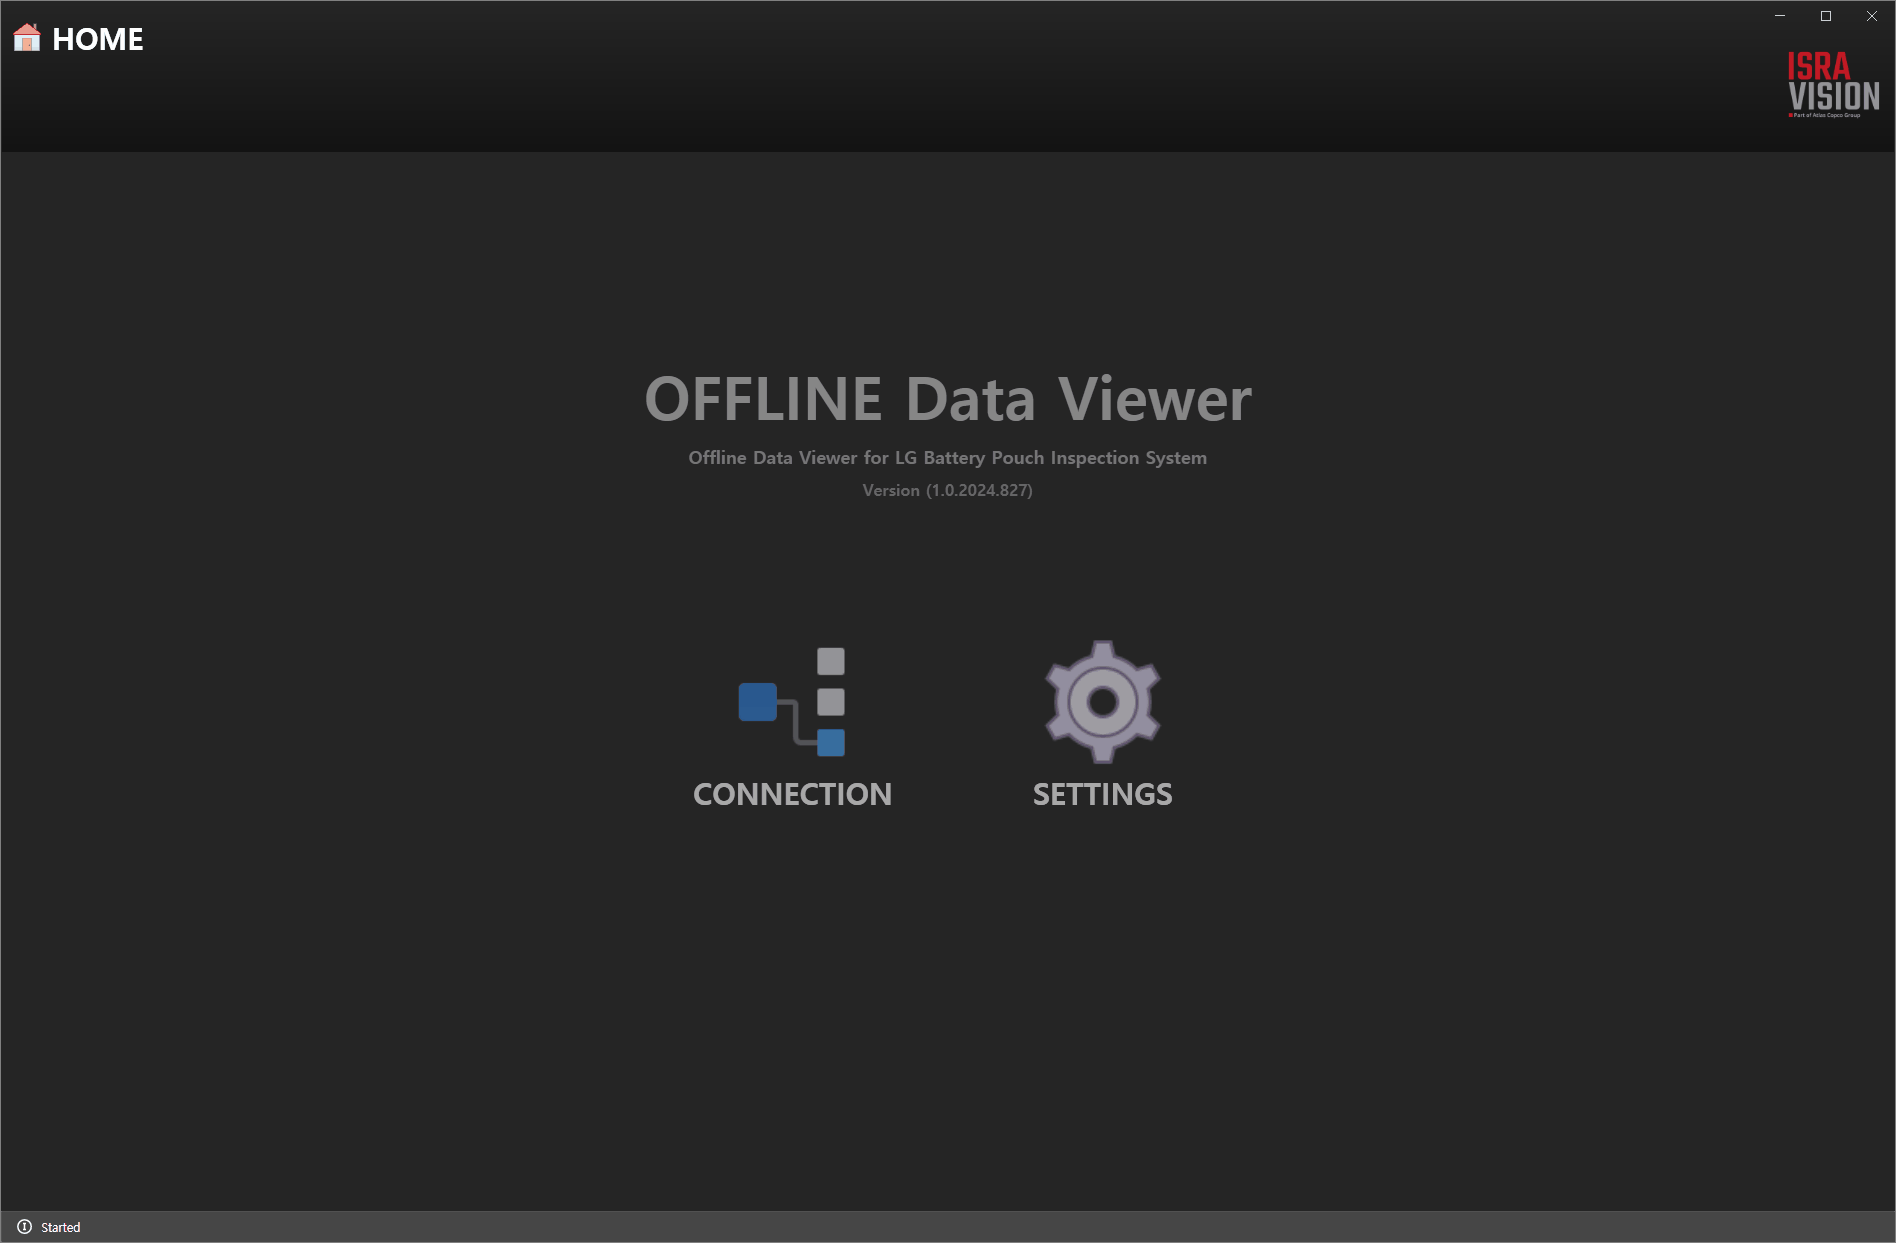 HOME
ISRA
VISION
Part of Atlas Copco Group
OFFLINE Data Viewer
Offline Data Viewer for LG Battery Pouch Inspection System
Version (1.0.2024.827)
CONNECTION
SETTINGS
Started